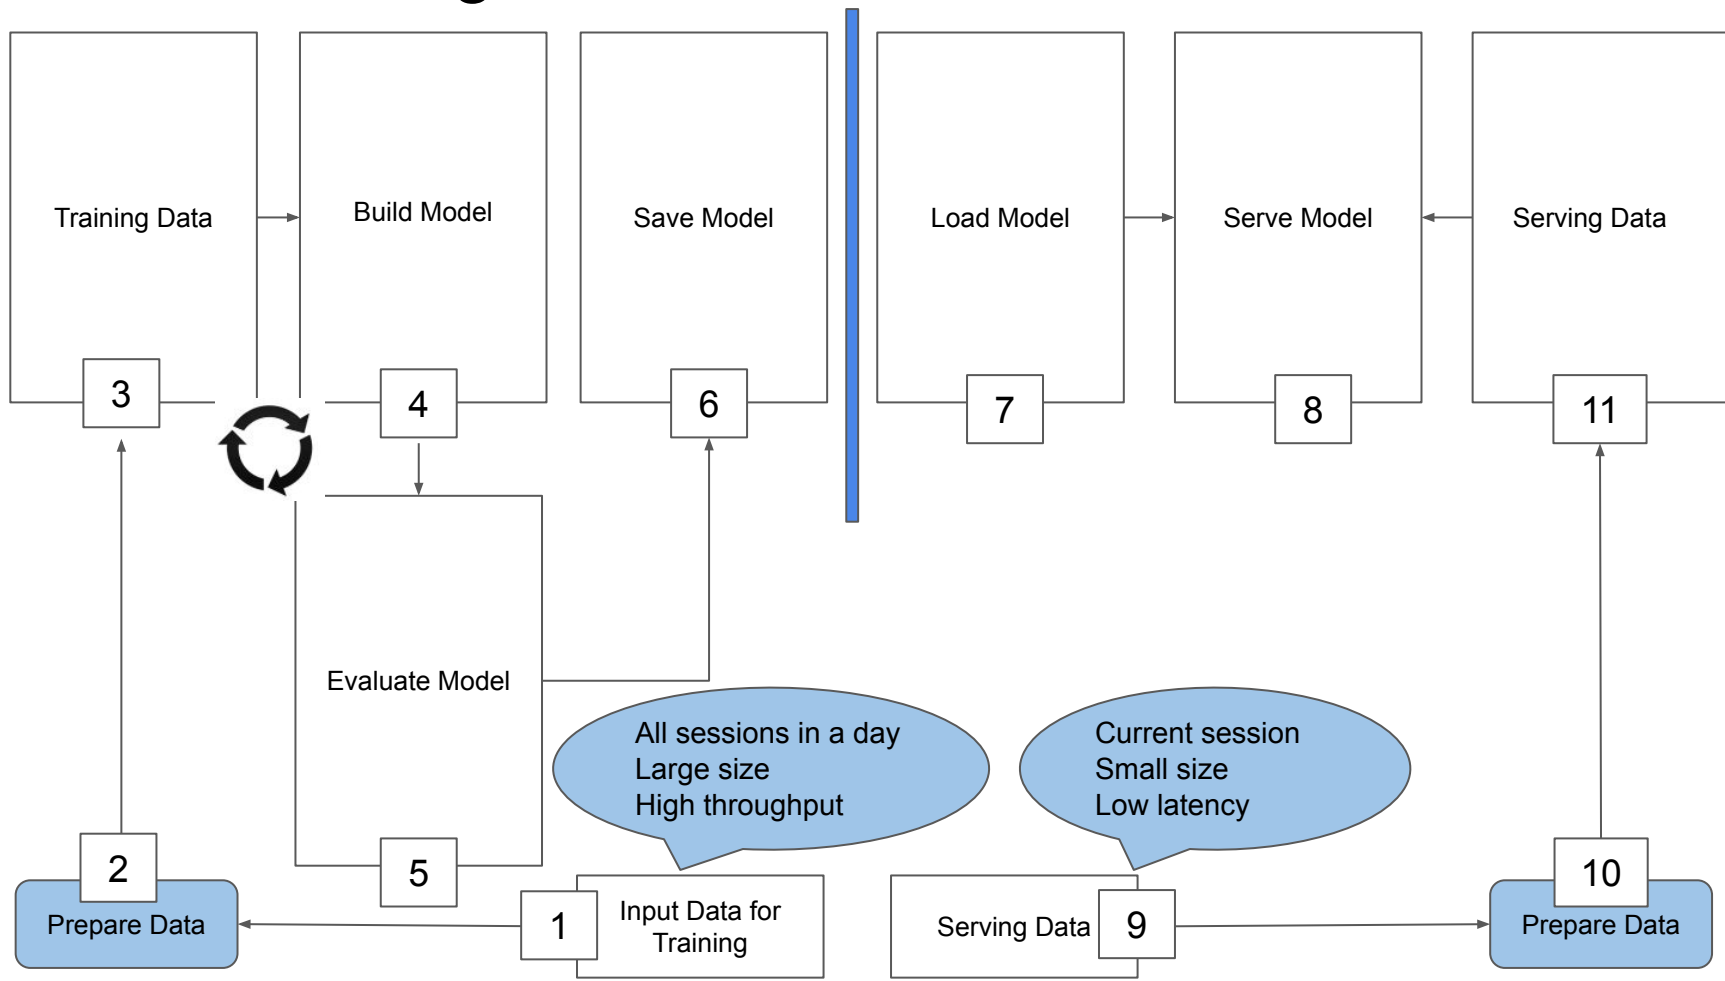 Training Data
Build Model
Save Model
Load Model
Serve Model
Serving Data
3
4
6
7
8
11
Evaluate Model
All sessions in a day
Large size
High throughput
Current session
Small size
Low latency
2
5
10
Prepare Data
1
Input Data for
Training
Serving Data
9
Prepare Data